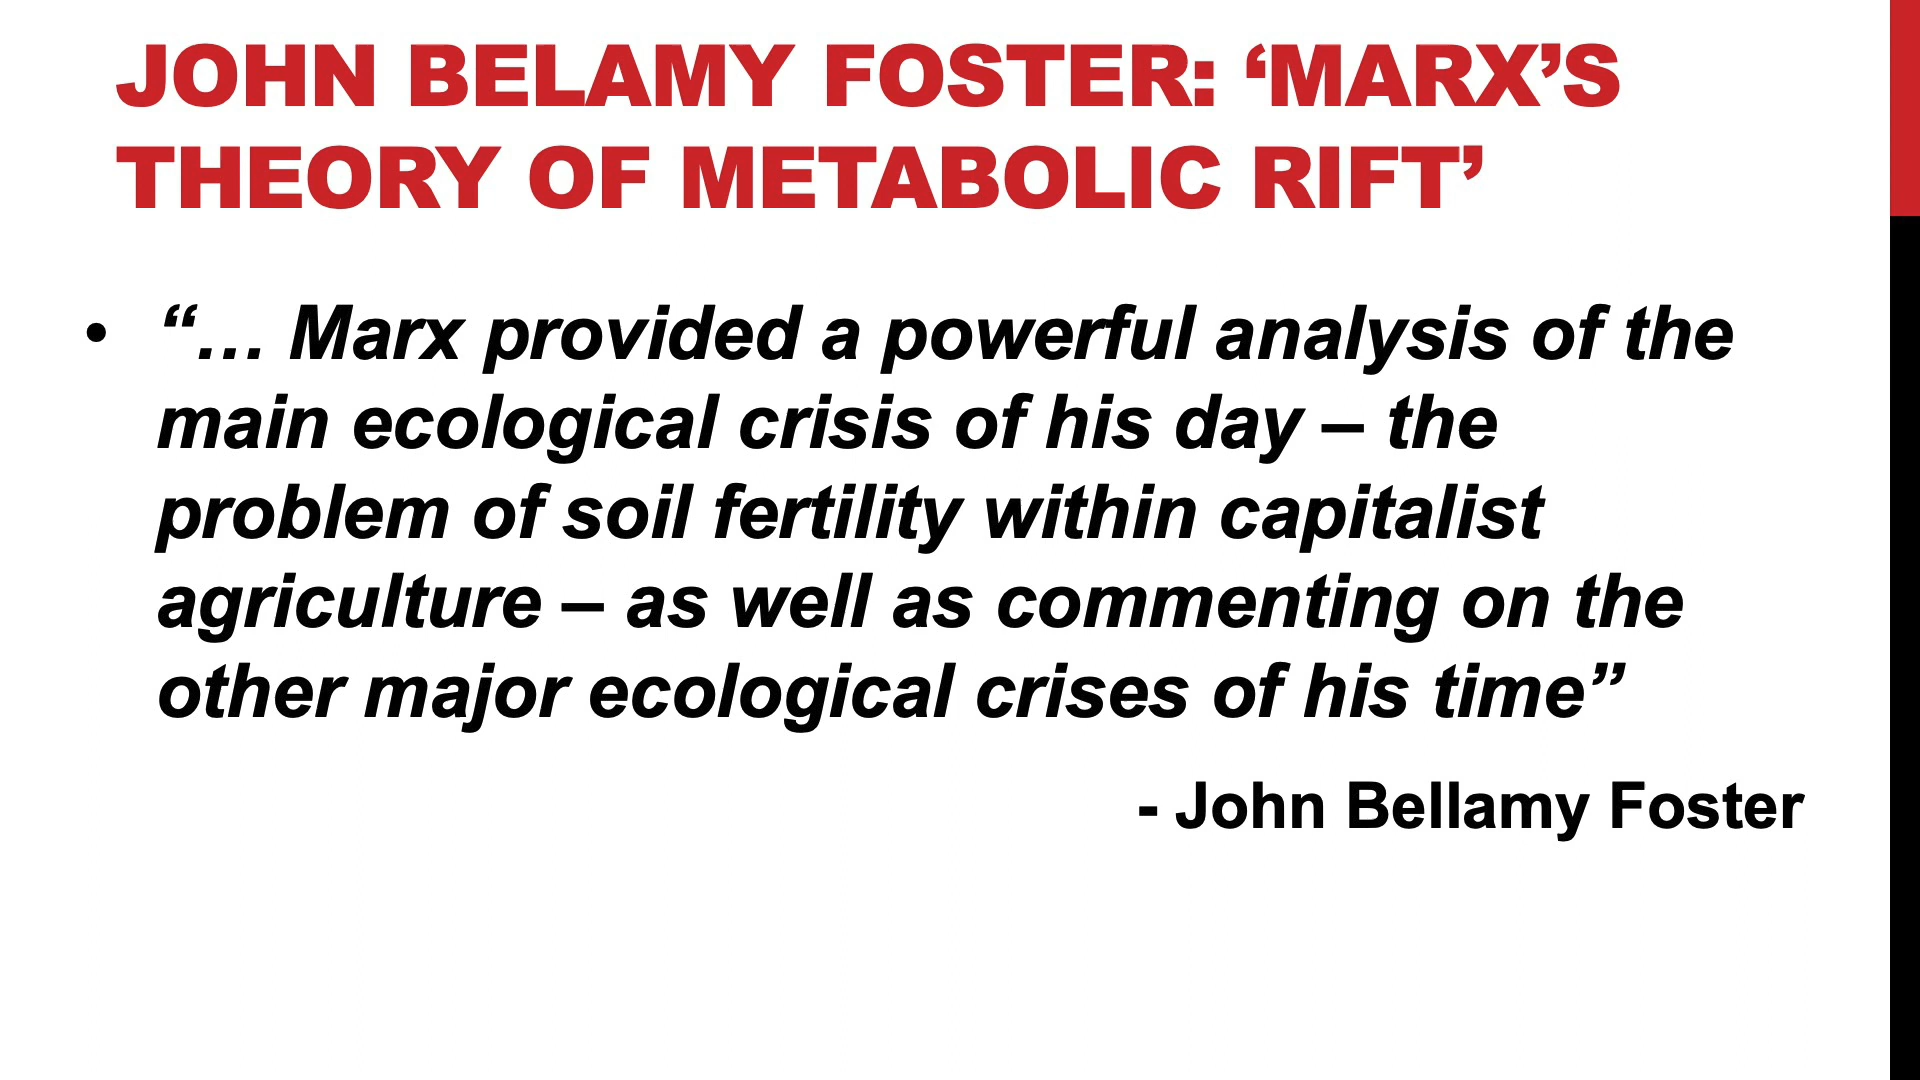 JOHN BELAMY FOSTER: ‘MARX’S
THEORY OF METABOLIC RIFT’
• “… Marx provided a powerful analysis of the
main ecological crisis of his day – the
problem of soil fertility within capitalist
agriculture – as well as commenting on the
other major ecological crises of his time”
- John Bellamy Foster